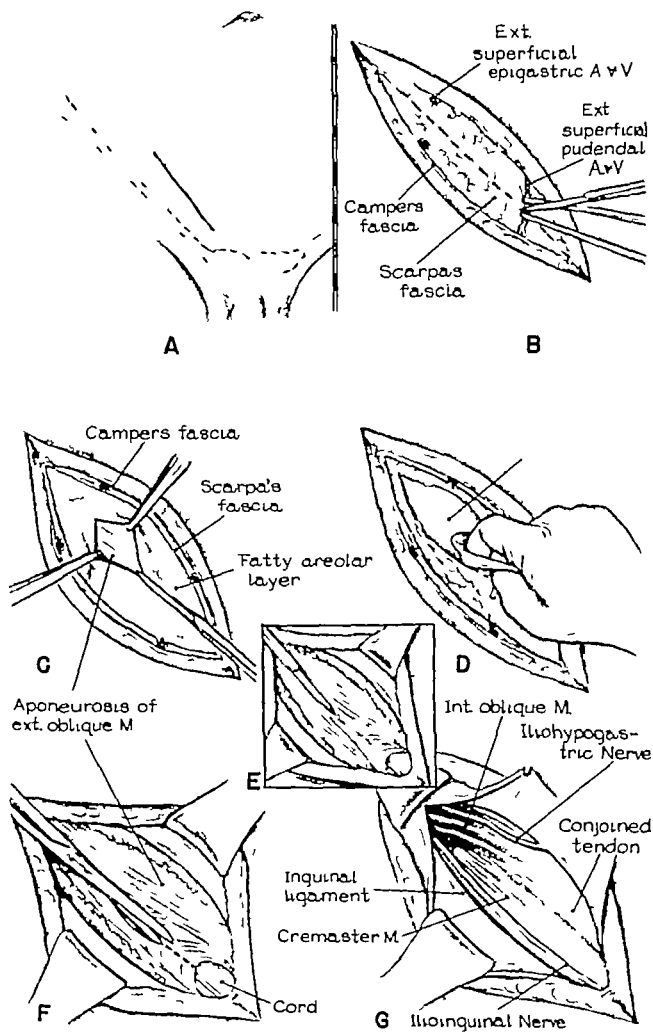 Ext.
superficial
epigastric A & V
Ext
superficial
pudendal
A & V
Campers
fascia
Scarpas
fascia
A
B
Campers fascia
Scarpa's
fascia
Fatty areolar
layer
C
D
Aponeurosis of
ext. oblique M
E
Int. oblique M.
Iliohypogas-
tric Nerve
Conjoined
tendon
Inguinal
ligament
Cremaster M.
F
Cord
G
Ilioinguinal Nerve